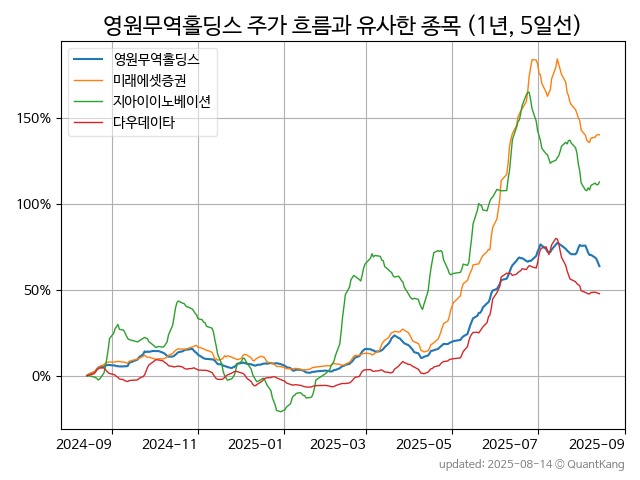 영원무역홀딩스 주가 흐름과 유사한 종목 (1년, 5일선)
영원무역홀딩스
미래에셋증권
지아이이노베이션
다우데이타
150%
100%
50%
0%
2024-09 2024-11 2025-01 2025-03 2025-05 2025-07 2025-09
updated: 2025-08-14 © QuantKang